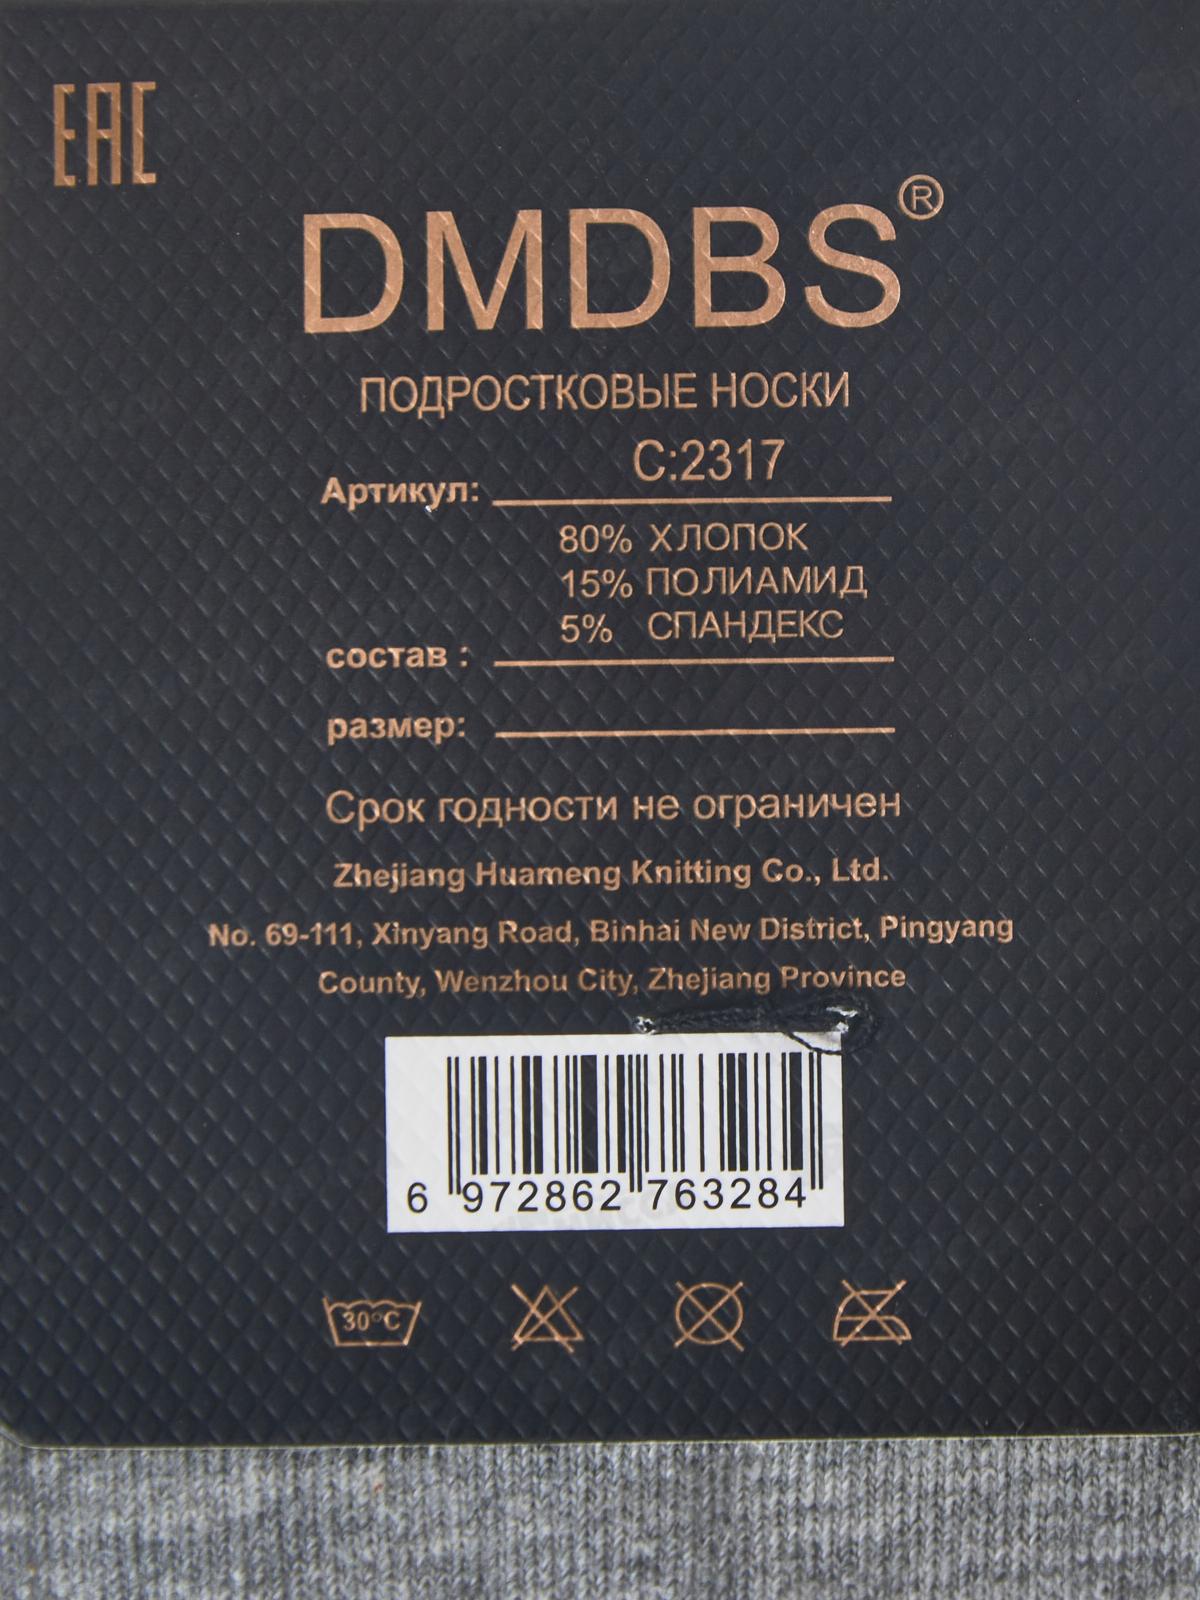 EAC
DMDBS®
ПОДРОСТКОВЫЕ НОСКИ
Артикул: C:2317
80% ХЛОПОК
15% ПОЛИАМИД
5% СПАНДЕКС
состав :
размер:
Срок годности не ограничен
Zhejiang Huameng Knitting Co., Ltd.
No. 69-111, Xinyang Road, Binhai New District, Pingyang
County, Wenzhou City, Zhejiang Province
6 972862 763284
30°C